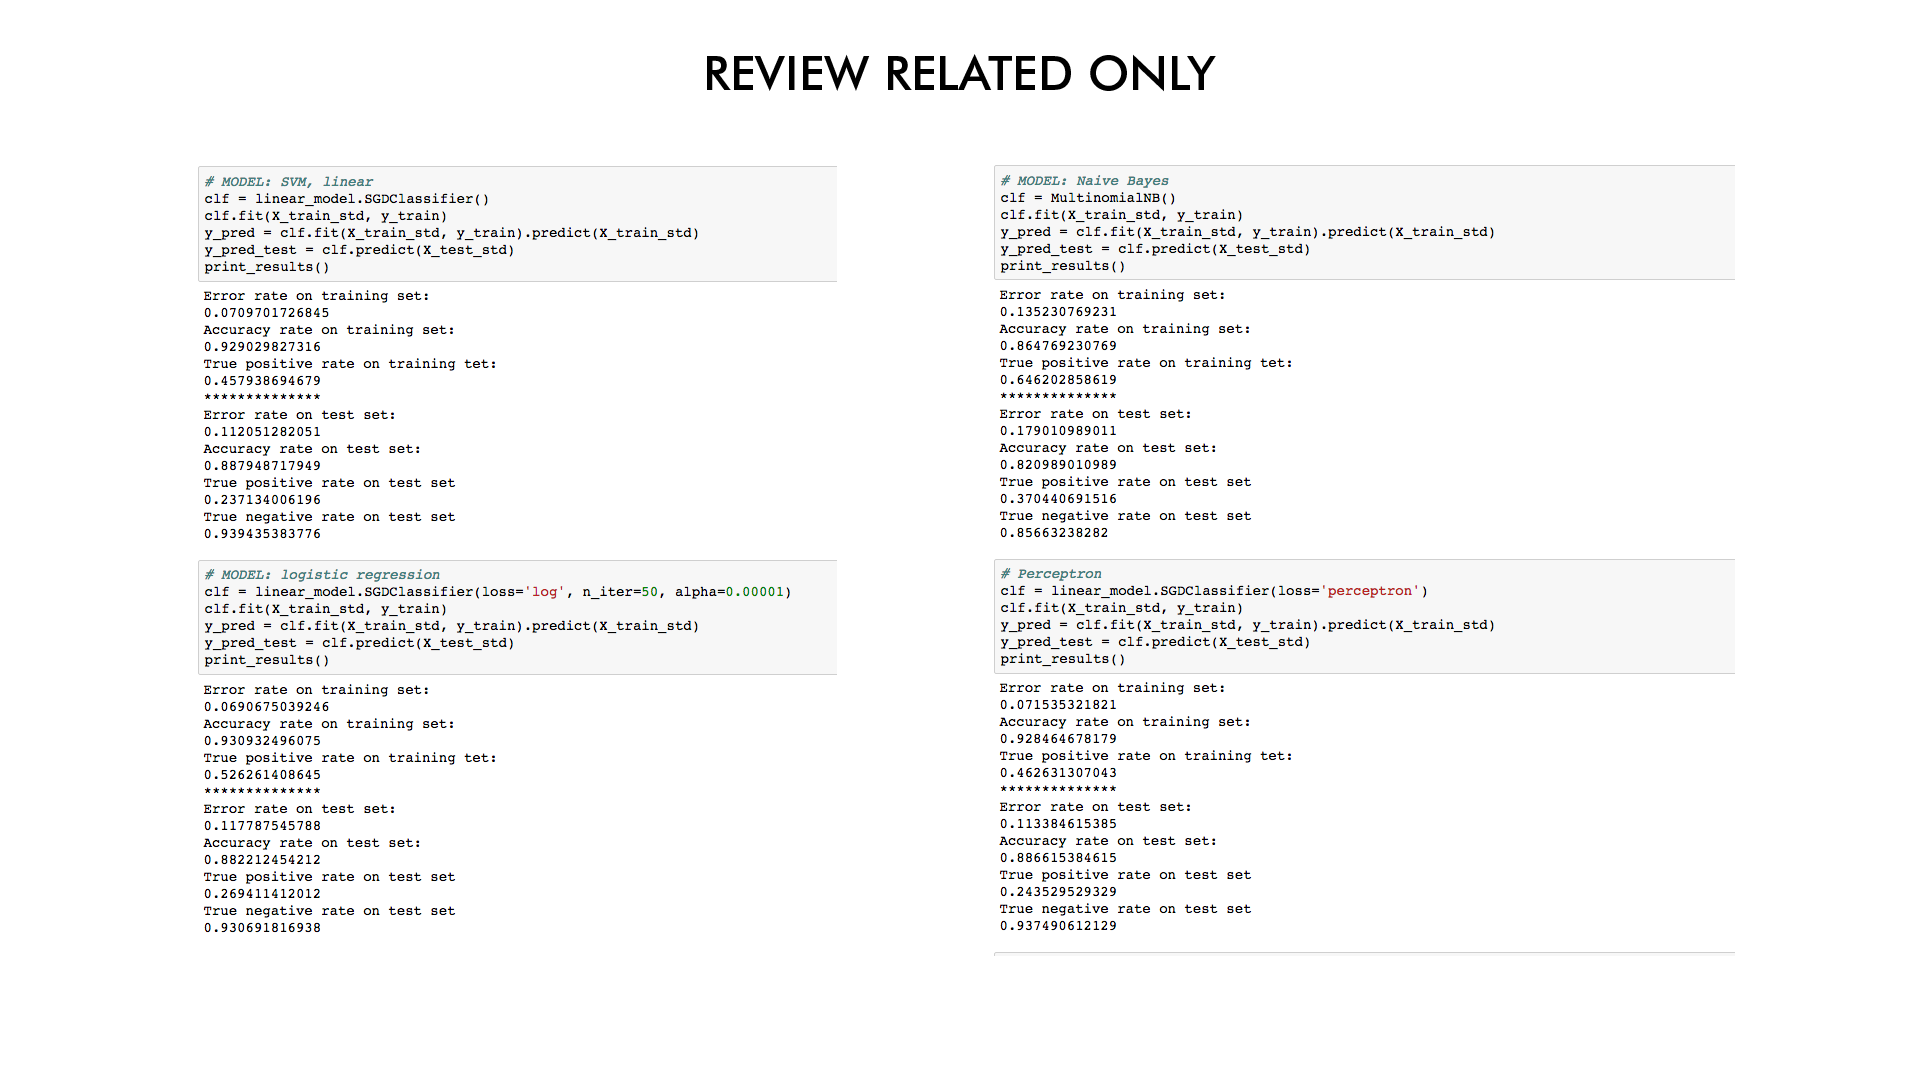 REVIEW RELATED ONLY
# MODEL: SVM, linear
clf = linear_model.SGDClassifier()
clf.fit(X_train_std, y_train)
y_pred = clf.fit(X_train_std, y_train).predict(X_train_std)
y_pred_test = clf.predict(X_test_std)
print_results()
Error rate on training set:
0.0709701726845
Accuracy rate on training set:
0.929029827316
True positive rate on training tet:
0.457938694679
**************
Error rate on test set:
0.112051282051
Accuracy rate on test set:
0.887948717949
True positive rate on test set
0.237134006196
True negative rate on test set
0.939435383776
# MODEL: logistic regression
clf = linear_model.SGDClassifier(loss='log', n_iter=50, alpha=0.00001)
clf.fit(X_train_std, y_train)
y_pred = clf.fit(X_train_std, y_train).predict(X_train_std)
y_pred_test = clf.predict(X_test_std)
print_results()
Error rate on training set:
0.0690675039246
Accuracy rate on training set:
0.930932496075
True positive rate on training tet:
0.526261408645
**************
Error rate on test set:
0.117787545788
Accuracy rate on test set:
0.882212454212
True positive rate on test set
0.269411412012
True negative rate on test set
0.930691816938
# MODEL: Naive Bayes
clf = MultinomialNB()
clf.fit(X_train_std, y_train)
y_pred = clf.fit(X_train_std, y_train).predict(X_train_std)
y_pred_test = clf.predict(X_test_std)
print_results()
Error rate on training set:
0.135230769231
Accuracy rate on training set:
0.864769230769
True positive rate on training tet:
0.646202858619
**************
Error rate on test set:
0.179010989011
Accuracy rate on test set:
0.820989010989
True positive rate on test set
0.370440691516
True negative rate on test set
0.85663238282
# Perceptron
clf = linear_model.SGDClassifier(loss='perceptron')
clf.fit(X_train_std, y_train)
y_pred = clf.fit(X_train_std, y_train).predict(X_train_std)
y_pred_test = clf.predict(X_test_std)
print_results()
Error rate on training set:
0.071535321821
Accuracy rate on training set:
0.928464678179
True positive rate on training tet:
0.462631307043
**************
Error rate on test set:
0.113384615385
Accuracy rate on test set:
0.886615384615
True positive rate on test set
0.243529529329
True negative rate on test set
0.937490612129